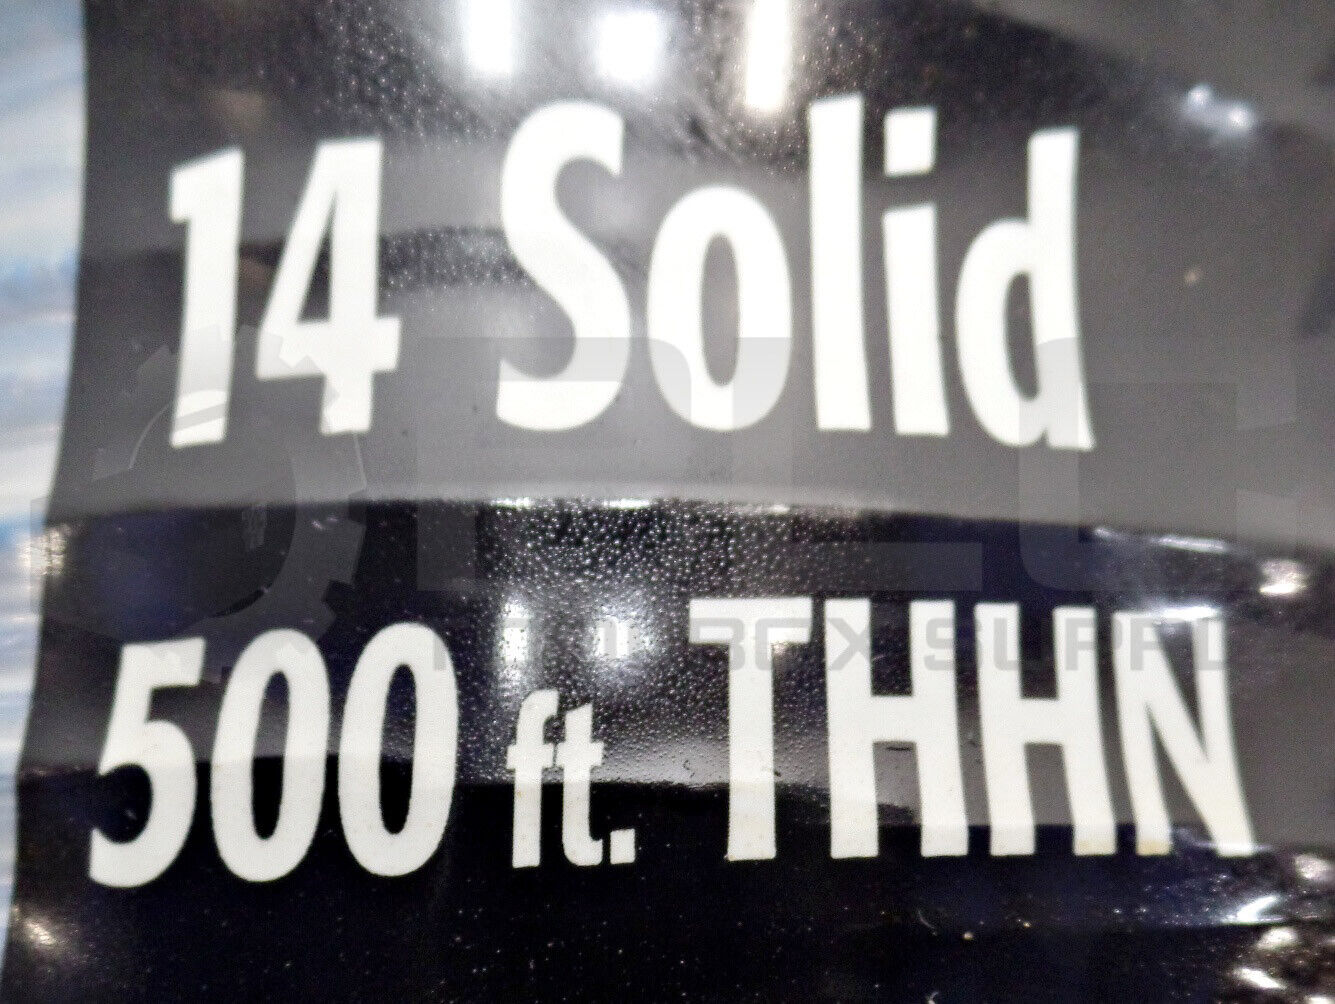 14 Solid
500 ft. THHN